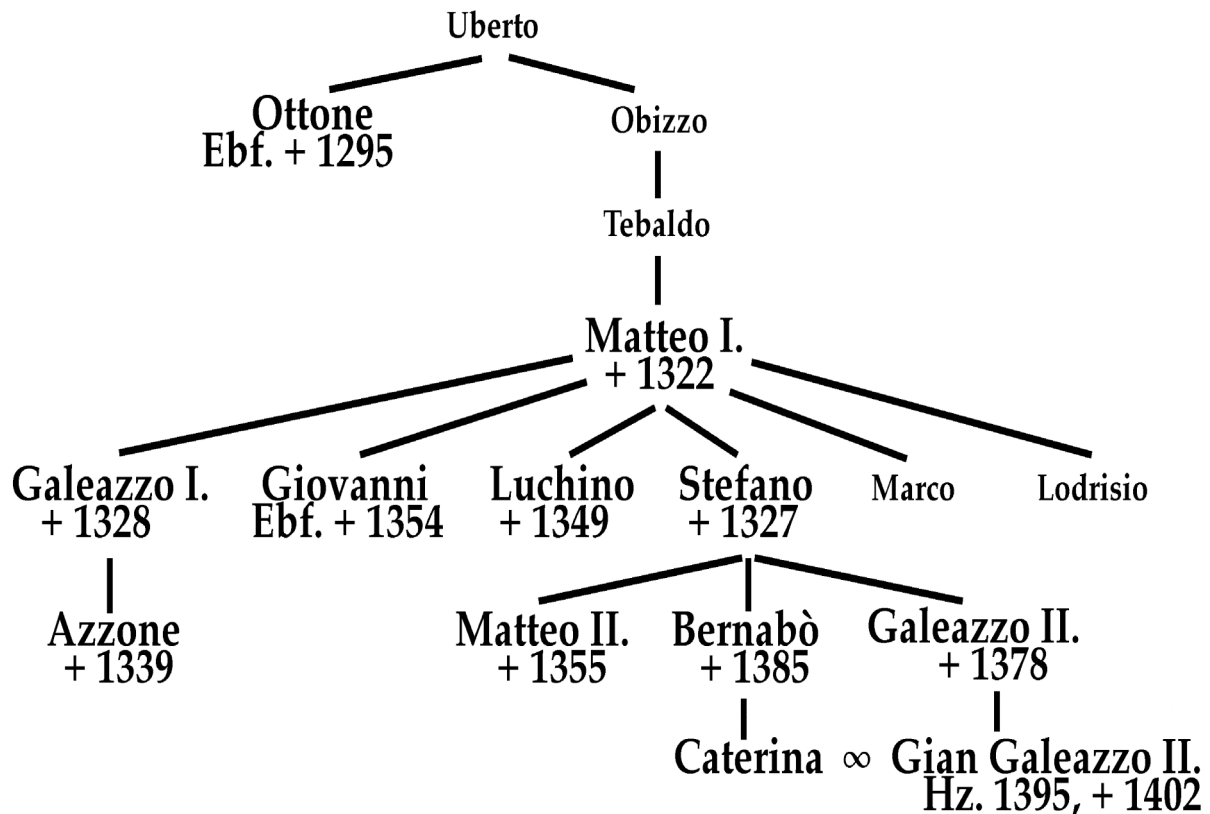 Uberto
Ottone
Ebf. + 1295
Obizzo
Tebaldo
Matteo I.
+ 1322
Galeazzo I.
+ 1328
Giovanni
Ebf. + 1354
Luchino
+ 1349
Stefano
+ 1327
Marco
Lodrisio
Azzone
+ 1339
Matteo II.
+ 1355
Bernabò
+ 1385
Galeazzo II.
+ 1378
Caterina ∞ Gian Galeazzo II.
Hz. 1395, + 1402